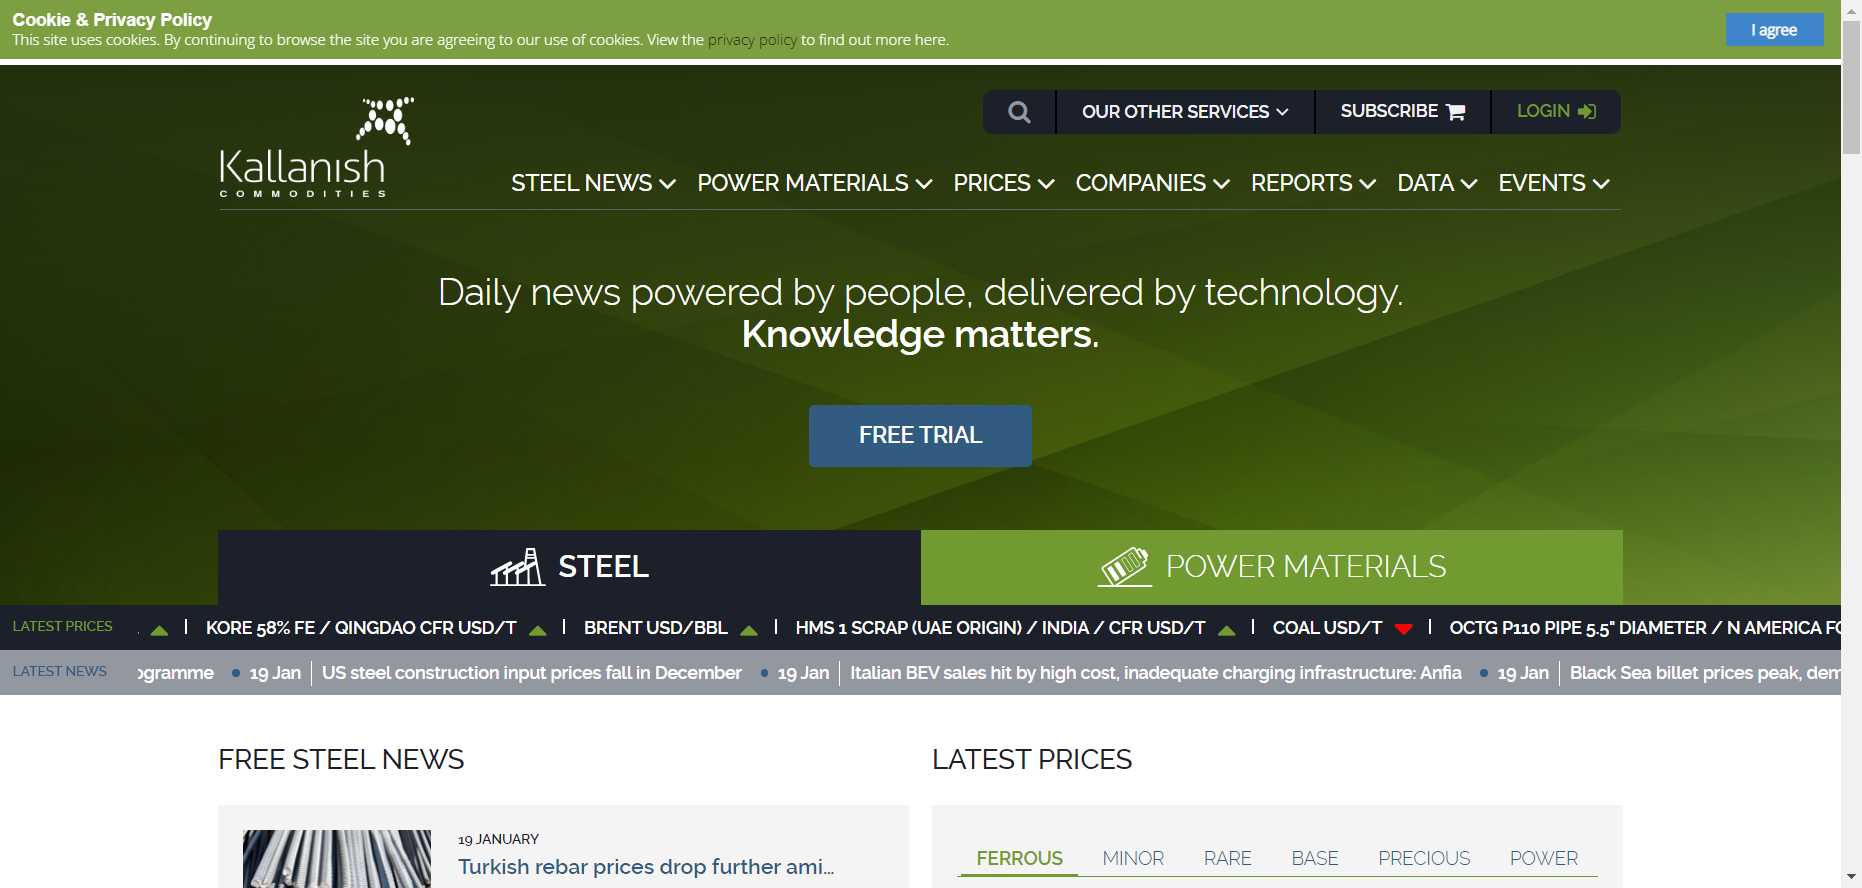 Cookie & Privacy Policy
This site uses cookies. By continuing to browse the site you are agreeing to our use of cookies. View the privacy policy to find out more here.
I agree
Kallanish
COMMODITIES
OUR OTHER SERVICES
SUBSCRIBE
LOGIN
STEEL NEWS
POWER MATERIALS
PRICES
COMPANIES
REPORTS
DATA
EVENTS
Daily news powered by people, delivered by technology.
Knowledge matters.
FREE TRIAL
STEEL
POWER MATERIALS
LATEST PRICES
KORE 58% FE / QINGDAO CFR USD/T
BRENT USD/BBL
HMS 1 SCRAP (UAE ORIGIN) / INDIA / CFR USD/T
COAL USD/T
OCTG P110 PIPE 5.5" DIAMETER / N AMERICA
LATEST NEWS
19 Jan | US steel construction input prices fall in December
19 Jan | Italian BEV sales hit by high cost, inadequate charging infrastructure: Anfia
19 Jan | Black Sea billet prices peak,
FREE STEEL NEWS
19 JANUARY
Turkish rebar prices drop further ami...
LATEST PRICES
FERROUS
MINOR
RARE
BASE
PRECIOUS
POWER